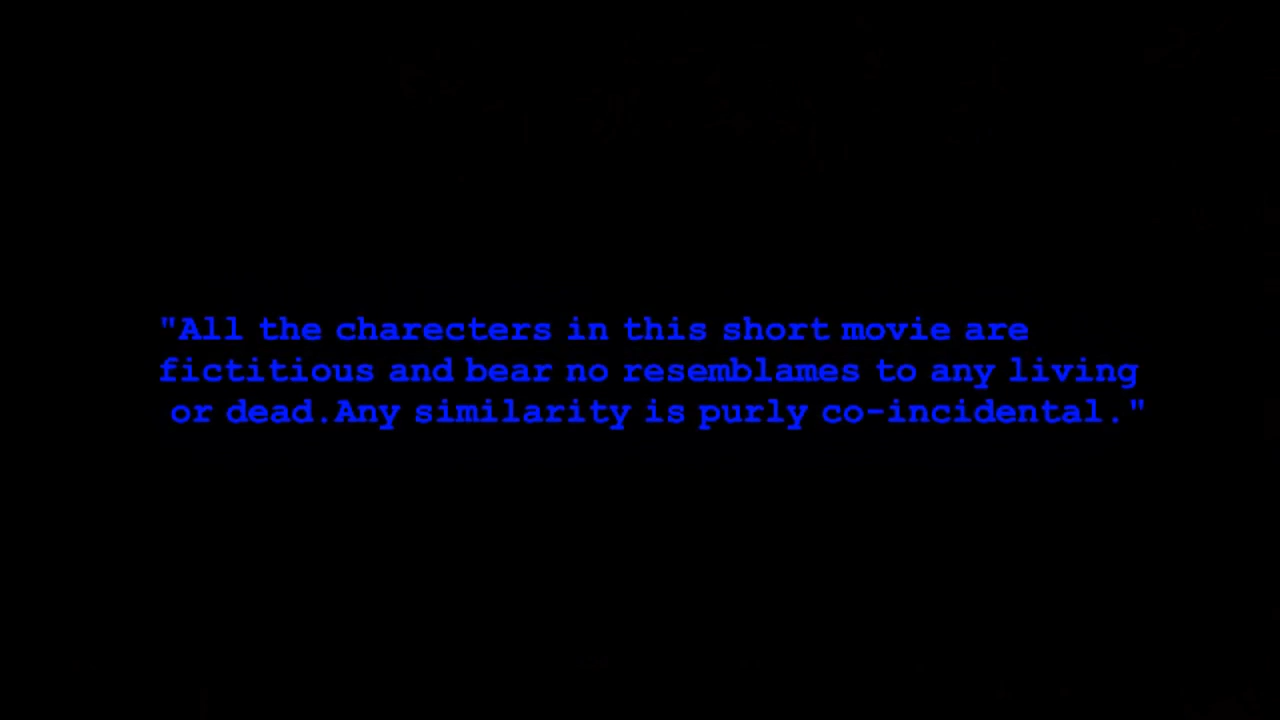 "All the charecters in this short movie are
fictitious and bear no resemblames to any living
or dead.Any similarity is purly co-incidental."